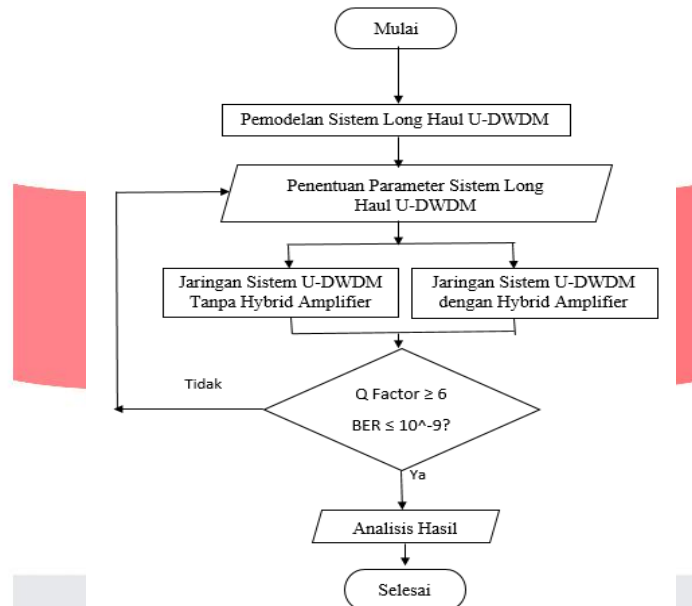 Mulai
Pemodelan Sistem Long Haul U-DWDM
Penentuan Parameter Sistem Long
Haul U-DWDM
Jaringan Sistem U-DWDM
Tanpa Hybrid Amplifier
Jaringan Sistem U-DWDM
dengan Hybrid Amplifier
Tidak
Q Factor ≥ 6
BER ≤ 10^-9?
Ya
Analisis Hasil
Selesai